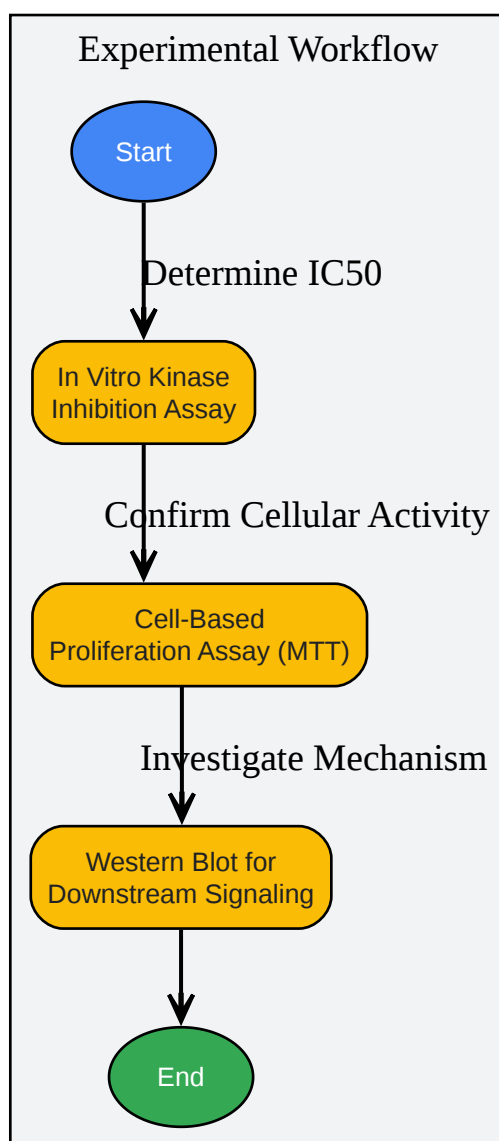 Experimental Workflow
Start
Determine IC50
In Vitro Kinase
Inhibition Assay
Confirm Cellular Activity
Cell-Based
Proliferation Assay (MTT)
Investigate Mechanism
Western Blot for
Downstream Signaling
End